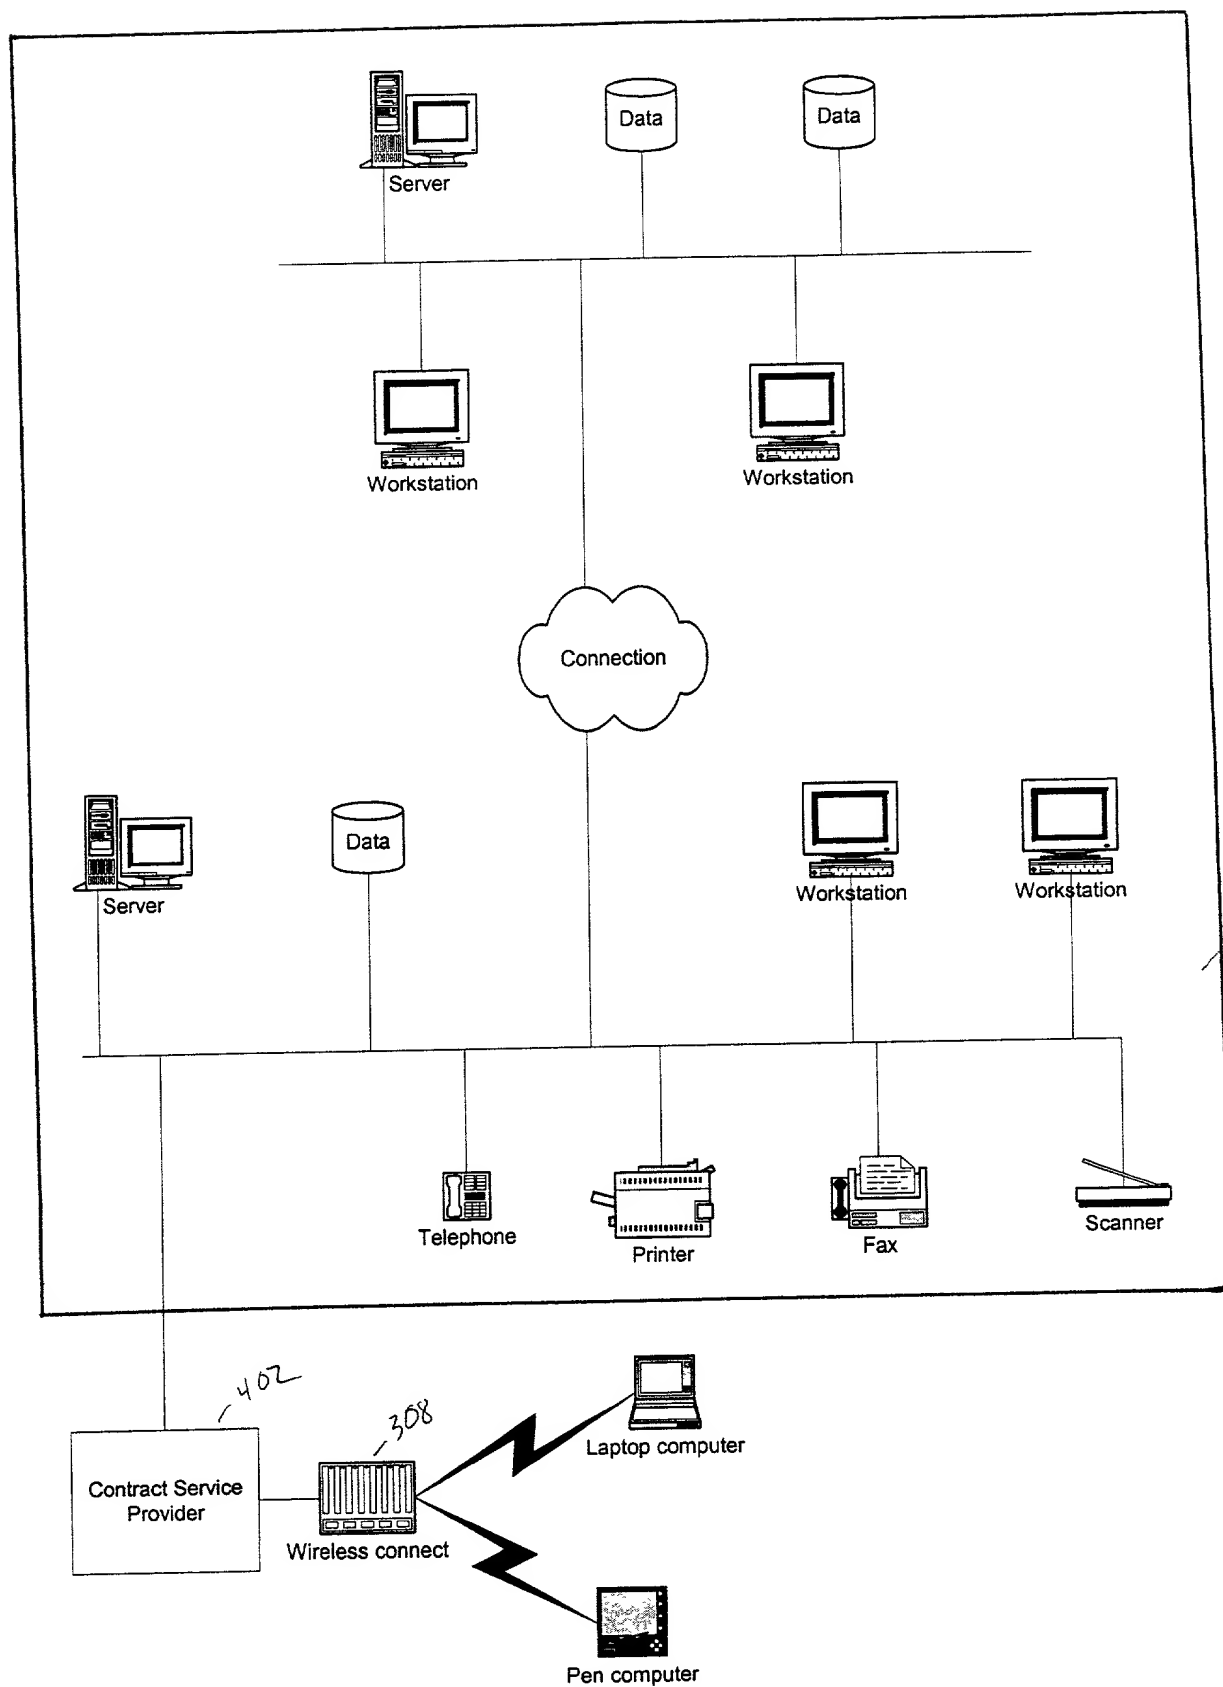 Server
Data
Data
Workstation
Workstation
Connection
Server
Data
Workstation
Workstation
Telephone
Printer
Fax
Scanner
402
308
Contract Service
Provider
Wireless connect
Laptop computer
Pen computer